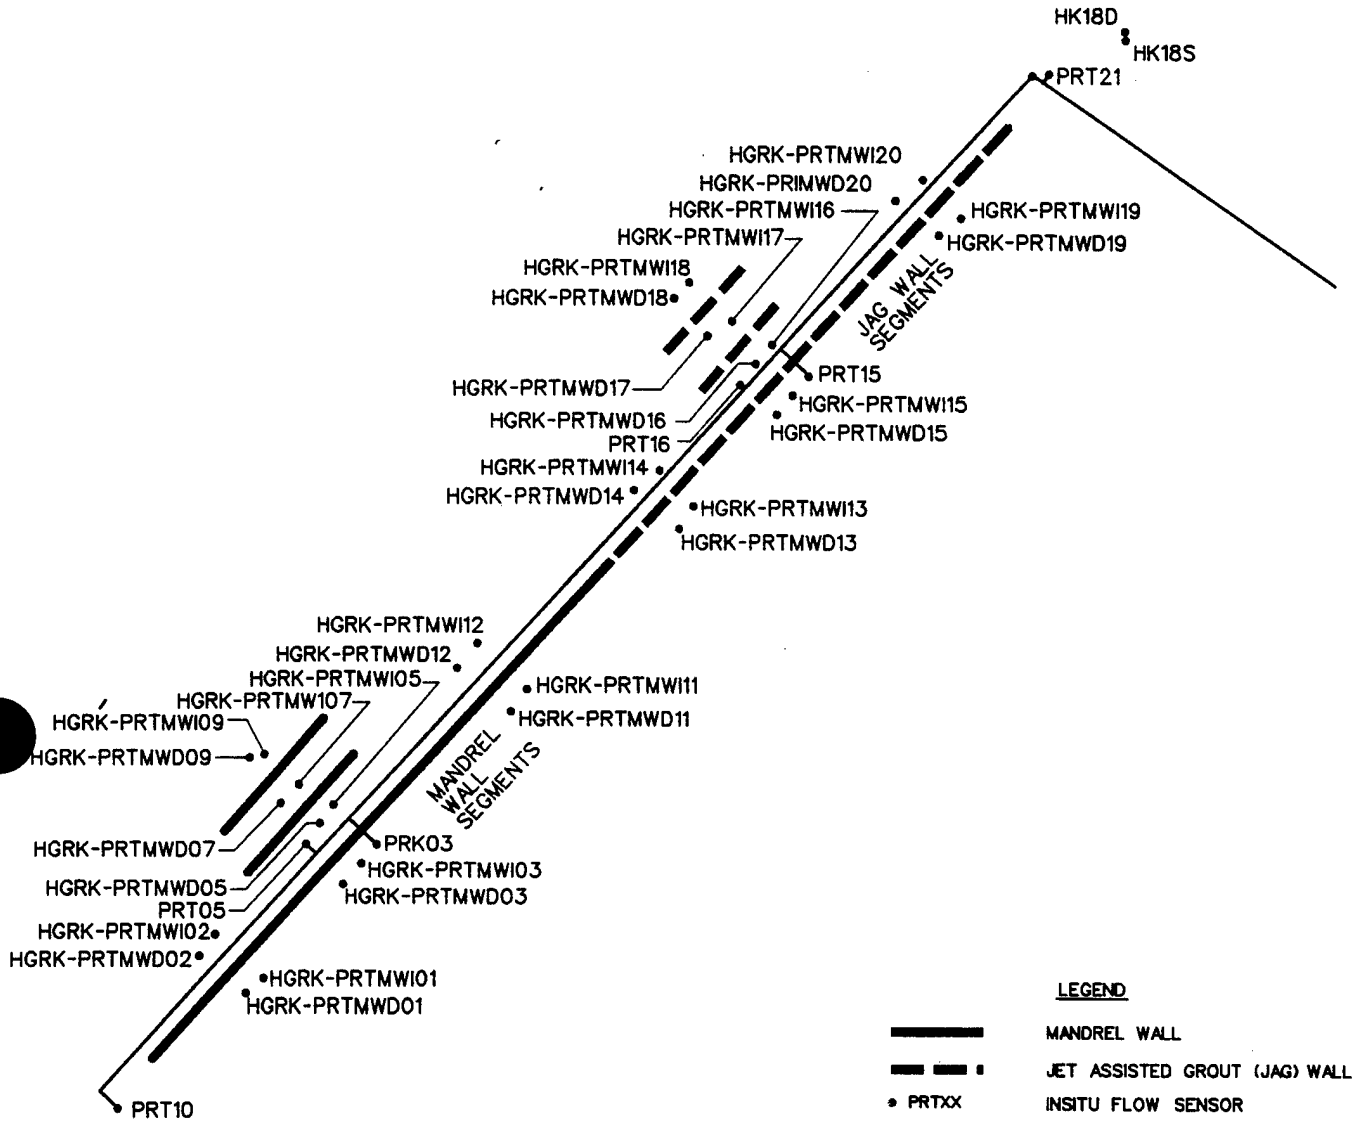 HK18D
HK18S
PRT21
HGRK-PRTMWI20
HGRK-PRIMWD20
HGRK-PRTMWI16
HGRK-PRTMWI17
HGRK-PRTMWI18
HGRK-PRTMWD18
HGRK-PRTMWI19
HGRK-PRTMWD19
JAG WALL
SEGMENTS
HGRK-PRTMWD17
HGRK-PRTMWD16
PRT16
PRT15
HGRK-PRTMWI15
HGRK-PRTMWD15
HGRK-PRTMWI14
HGRK-PRTMWD14
HGRK-PRTMWI13
HGRK-PRTMWD13
HGRK-PRTMWI12
HGRK-PRTMWD12
HGRK-PRTMWI05
HGRK-PRTMW107
HGRK-PRTMWI09
HGRK-PRTMWD09
HGRK-PRTMWI11
HGRK-PRTMWD11
MANDREL
WALL
SEGMENTS
HGRK-PRTMWD07
HGRK-PRTMWD05
PRT05
PRK03
HGRK-PRTMWI03
HGRK-PRTMWD03
HGRK-PRTMWI02
HGRK-PRTMWD02
HGRK-PRTMWI01
HGRK-PRTMWD01
PRT10
LEGEND
MANDREL WALL
JET ASSISTED GROUT (JAG) WALL
PRTXX INSITU FLOW SENSOR